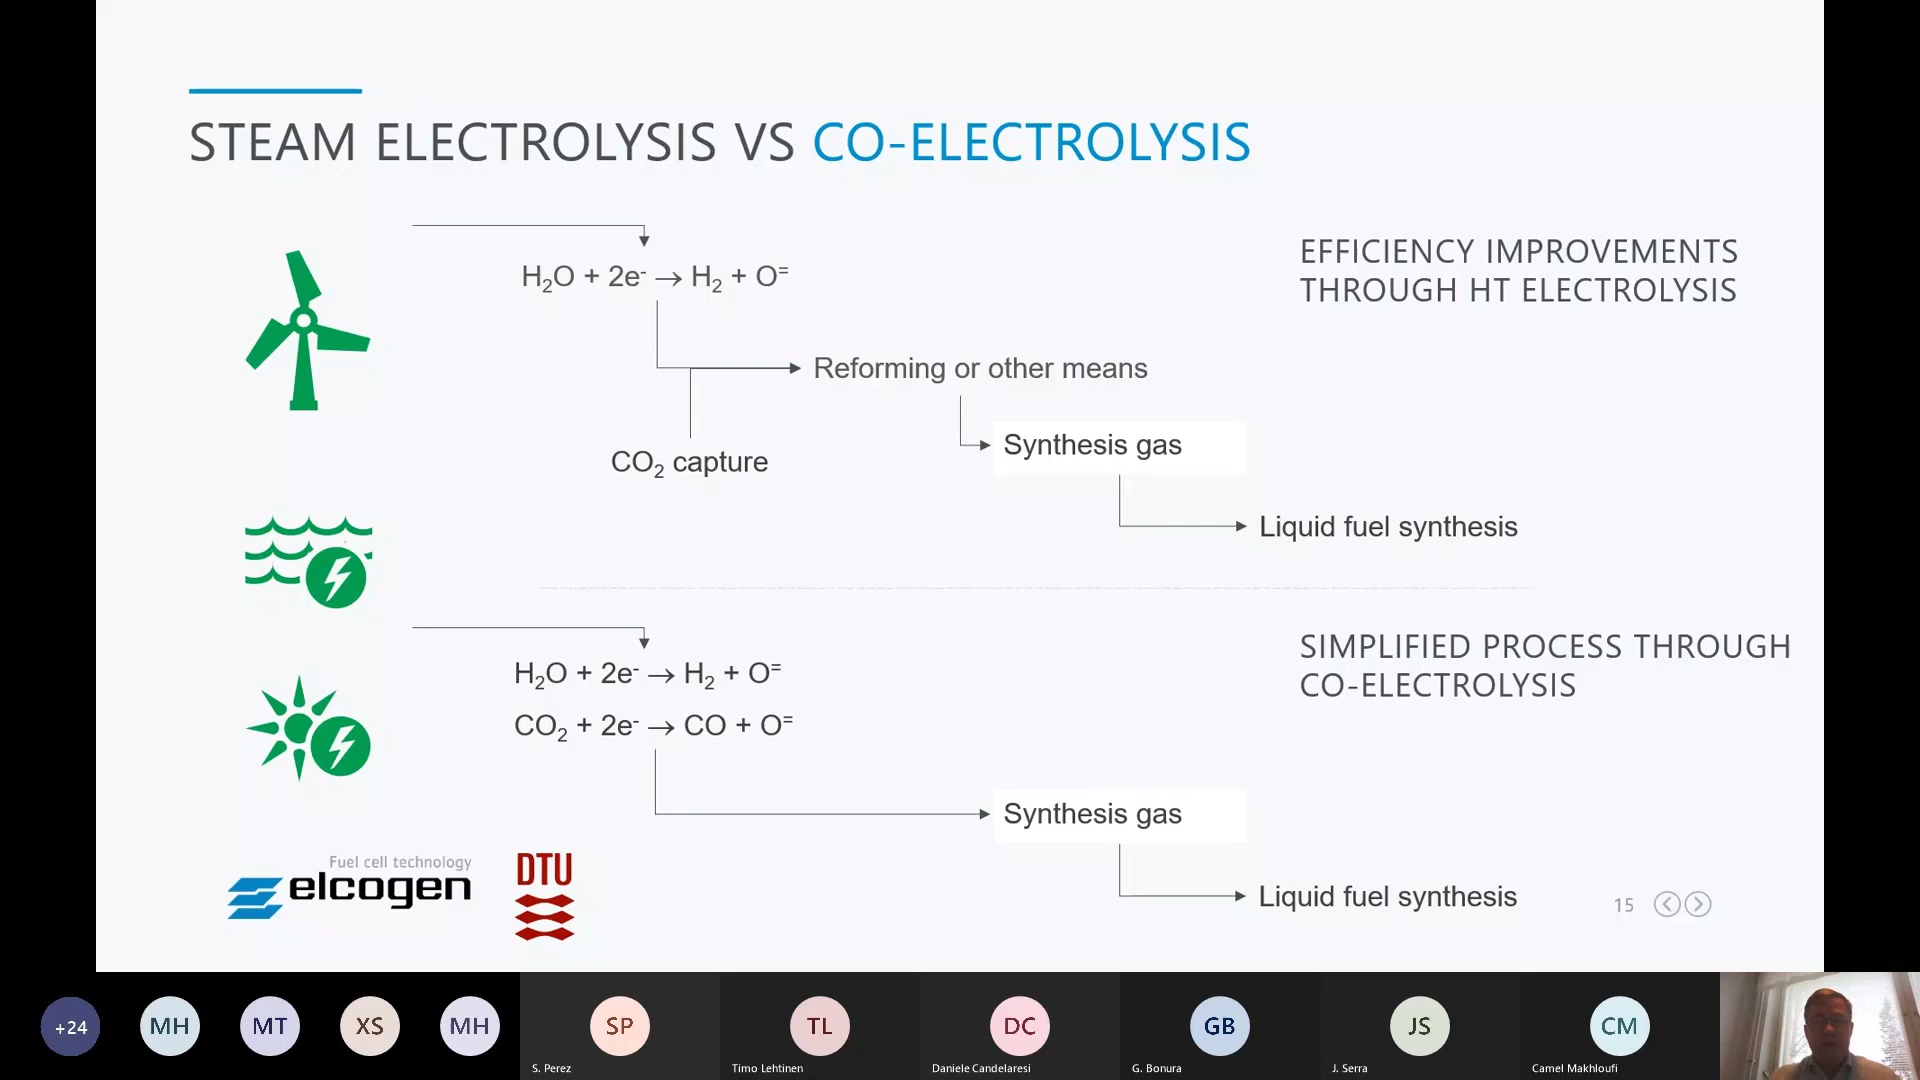 STEAM ELECTROLYSIS VS CO-ELECTROLYSIS
H₂O + 2e⁻ → H₂ + O⁼
EFFICIENCY IMPROVEMENTS
THROUGH HT ELECTROLYSIS
Reforming or other means
CO₂ capture
Synthesis gas
Liquid fuel synthesis
H₂O + 2e⁻ → H₂ + O⁼
CO₂ + 2e⁻ → CO + O⁼
SIMPLIFIED PROCESS THROUGH
CO-ELECTROLYSIS
Synthesis gas
Liquid fuel synthesis
Fuel cell technology
elcogen
DTU
15
+24
MH
MT
XS
MH
SP
TL
DC
GB
JS
CM
S. Perez
Timo Lehtinen
Daniele Candelaresi
G. Bonura
J. Serra
Camel Makhloufi